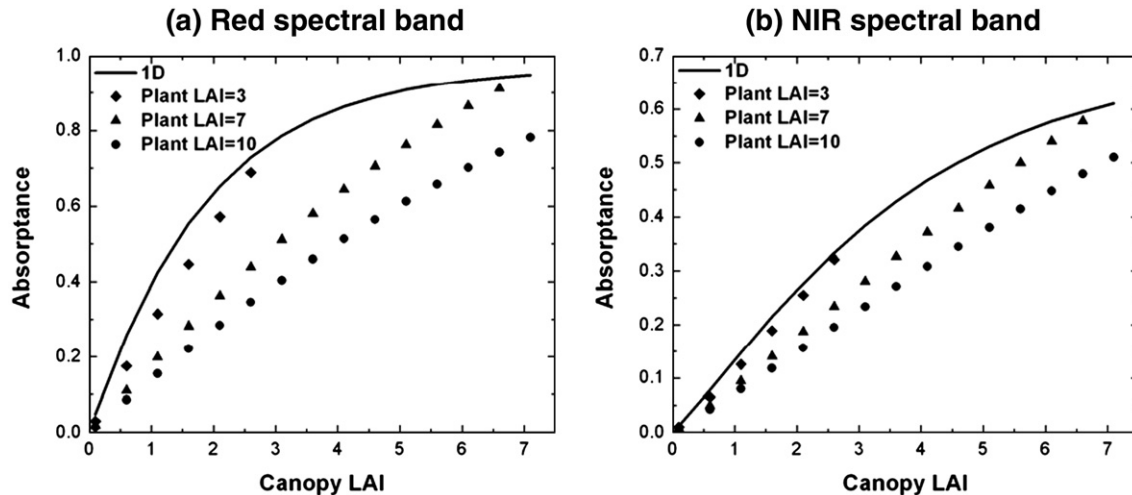 (a) Red spectral band
1.0
0.8
0.6
0.4
0.2
0.0
Absorptance
1D
Plant LAI=3
Plant LAI=7
Plant LAI=10
0 1 2 3 4 5 6 7
Canopy LAI
(b) NIR spectral band
0.7
0.6
0.5
0.4
0.3
0.2
0.1
0.0
Absorptance
1D
Plant LAI=3
Plant LAI=7
Plant LAI=10
0 1 2 3 4 5 6 7
Canopy LAI